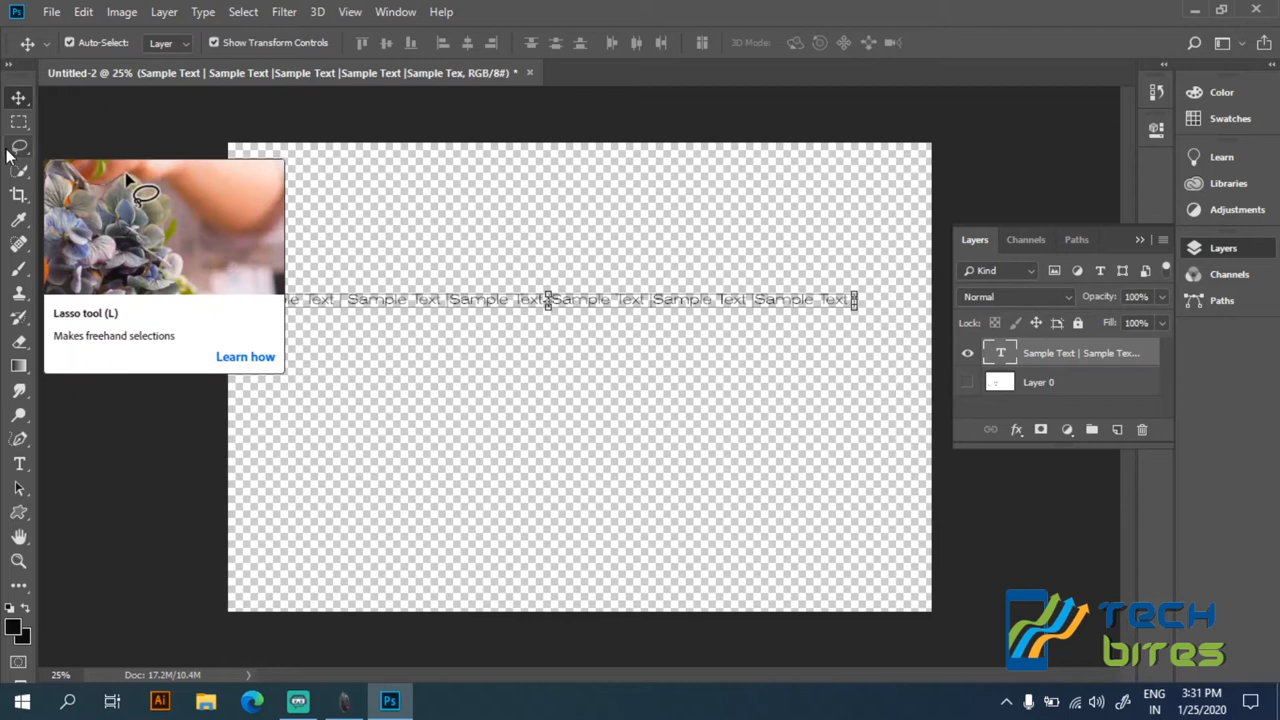 Ps File Edit Image Layer Type Select Filter 3D View Window Help
Auto-Select: Layer Show Transform Controls 3D Mode:
Untitled-2 @ 25% (Sample Text | Sample Text |Sample Text |Sample Text |Sample Tex, RGB/8#) *
Color
Swatches
Learn
Libraries
Adjustments
Layers
Channels
Paths
Layers Channels Paths
Kind
Normal Opacity: 100%
Lock: Fill: 100%
T Sample Text | Sample Tex...
Layer 0
fx
Text | Sample Text |Sample Text |Sample Text |Sample Text |Sample Text
Lasso tool (L)
Makes freehand selections
Learn how
TECH
BITES
25% Doc: 17.2M/10.4M
Ai Ps
ENG
IN
3:31 PM
1/25/2020